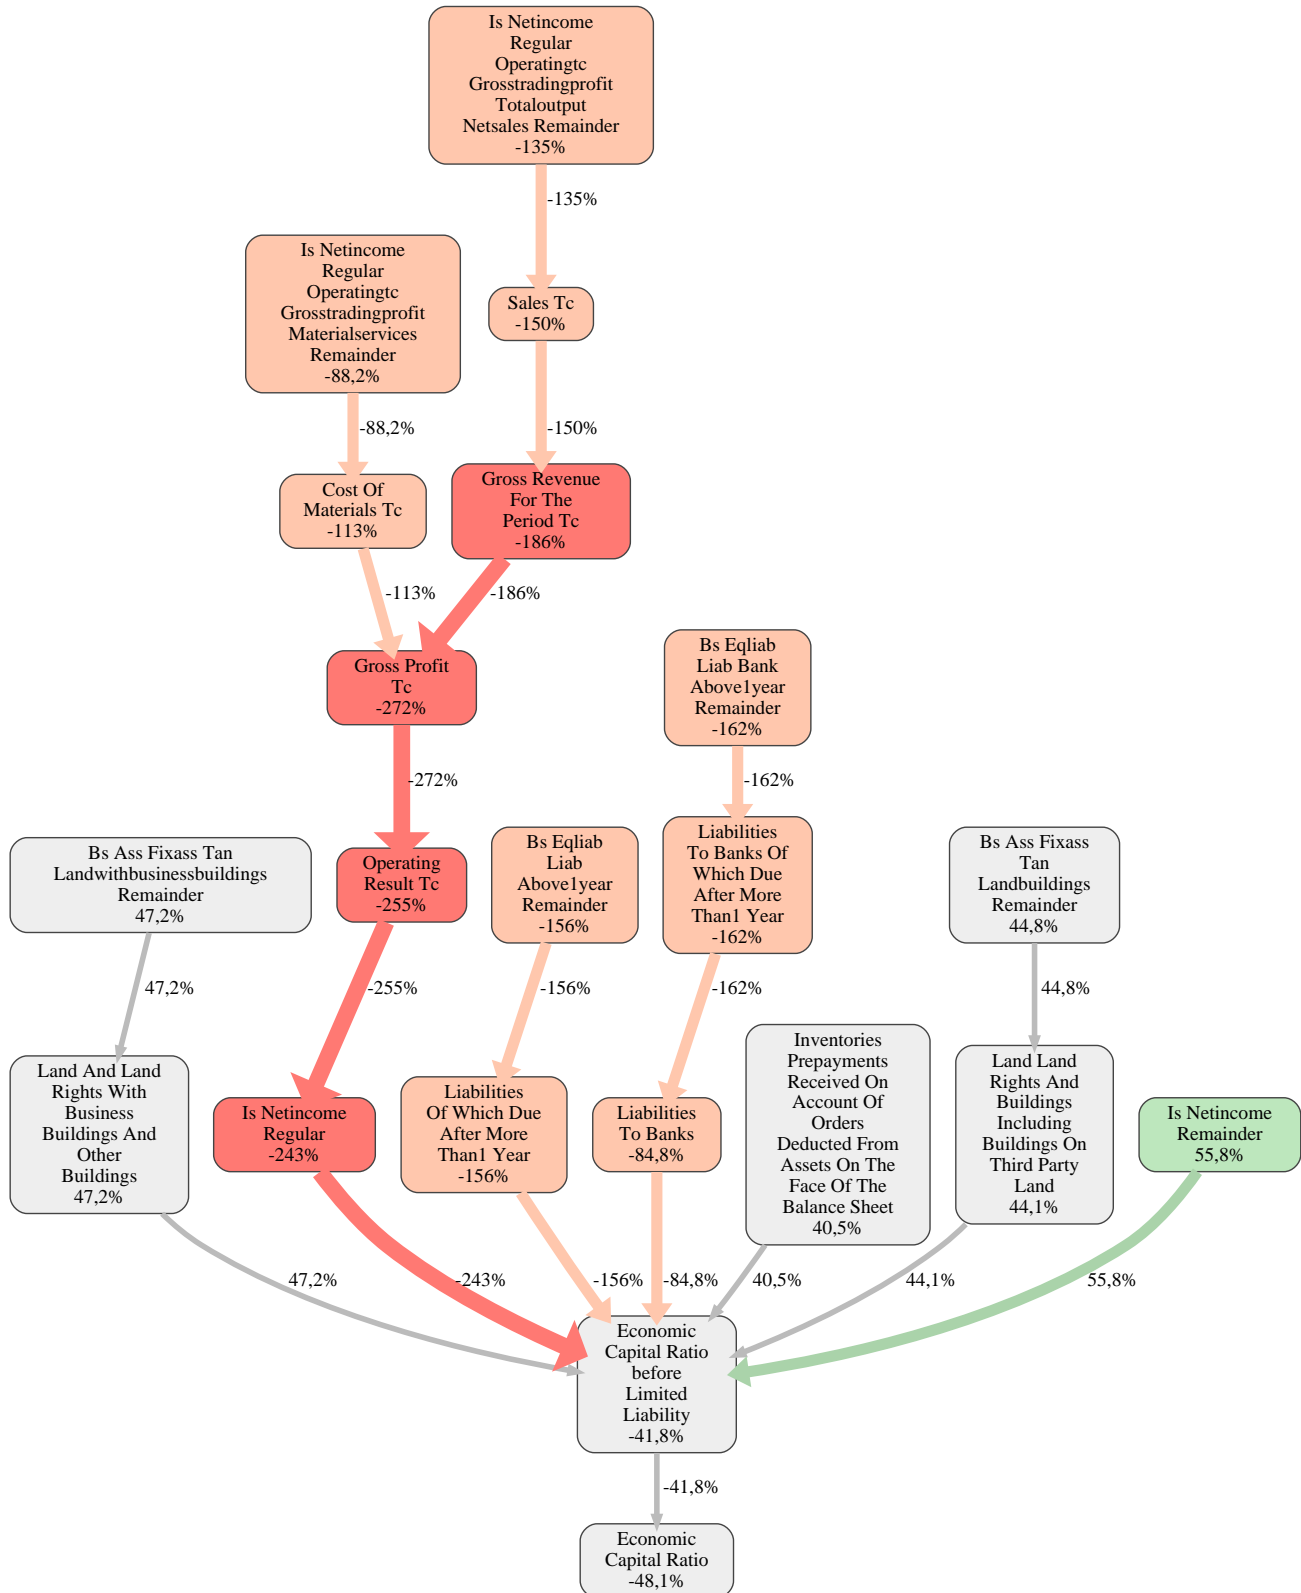 Is Netincome
Regular
Operatingtc
Grosstradingprofit
Totaloutput
Netsales Remainder
-135%
-135%
Is Netincome
Regular
Operatingtc
Grosstradingprofit
Materialservices
Remainder
-88,2%
Sales Tc
-150%
-88,2%
-150%
Cost Of
Materials Tc
-113%
Gross Revenue
For The
Period Tc
-186%
-113%
-186%
Gross Profit
Tc
-272%
Bs Eqliab
Liab Bank
Above1year
Remainder
-162%
-272%
-162%
Bs Ass Fixass Tan
Landwithbusinessbuildings
Remainder
47,2%
Operating
Result Tc
-255%
Bs Eqliab
Liab
Above1year
Remainder
-156%
Liabilities
To Banks Of
Which Due
After More
Than1 Year
-162%
Bs Ass Fixass
Tan
Landbuildings
Remainder
44,8%
47,2%
-255%
-156%
-162%
44,8%
Land And Land
Rights With
Business
Buildings And
Other
Buildings
47,2%
Is Netincome
Regular
-243%
Liabilities
Of Which Due
After More
Than1 Year
-156%
Liabilities
To Banks
-84,8%
Inventories
Prepayments
Received On
Account Of
Orders
Deducted From
Assets On The
Face Of The
Balance Sheet
40,5%
Land Land
Rights And
Buildings
Including
Buildings On
Third Party
Land
44,1%
Is Netincome
Remainder
55,8%
47,2%
-243%
-156%
-84,8%
40,5%
44,1%
55,8%
Economic
Capital Ratio
before
Limited
Liability
-41,8%
-41,8%
Economic
Capital Ratio
-48,1%